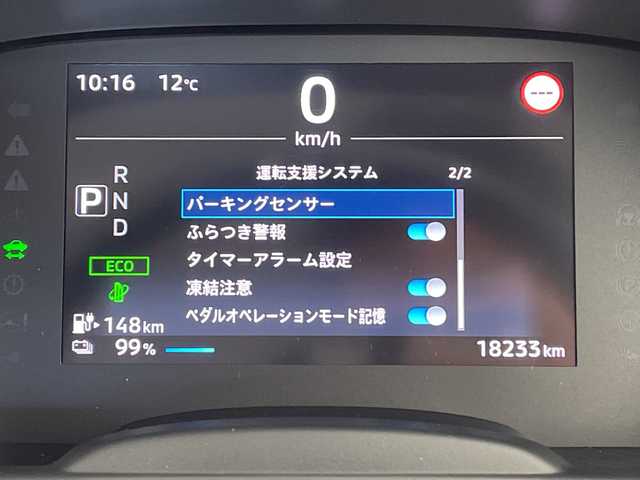 10:16 12℃
0
---
km/h
運転支援システム 2/2
R
P N
D
パーキングセンサー
ふらつき警報
タイマーアラーム設定
凍結注意
ペダルオペレーションモード記憶
ECO
148km
99% 18233km